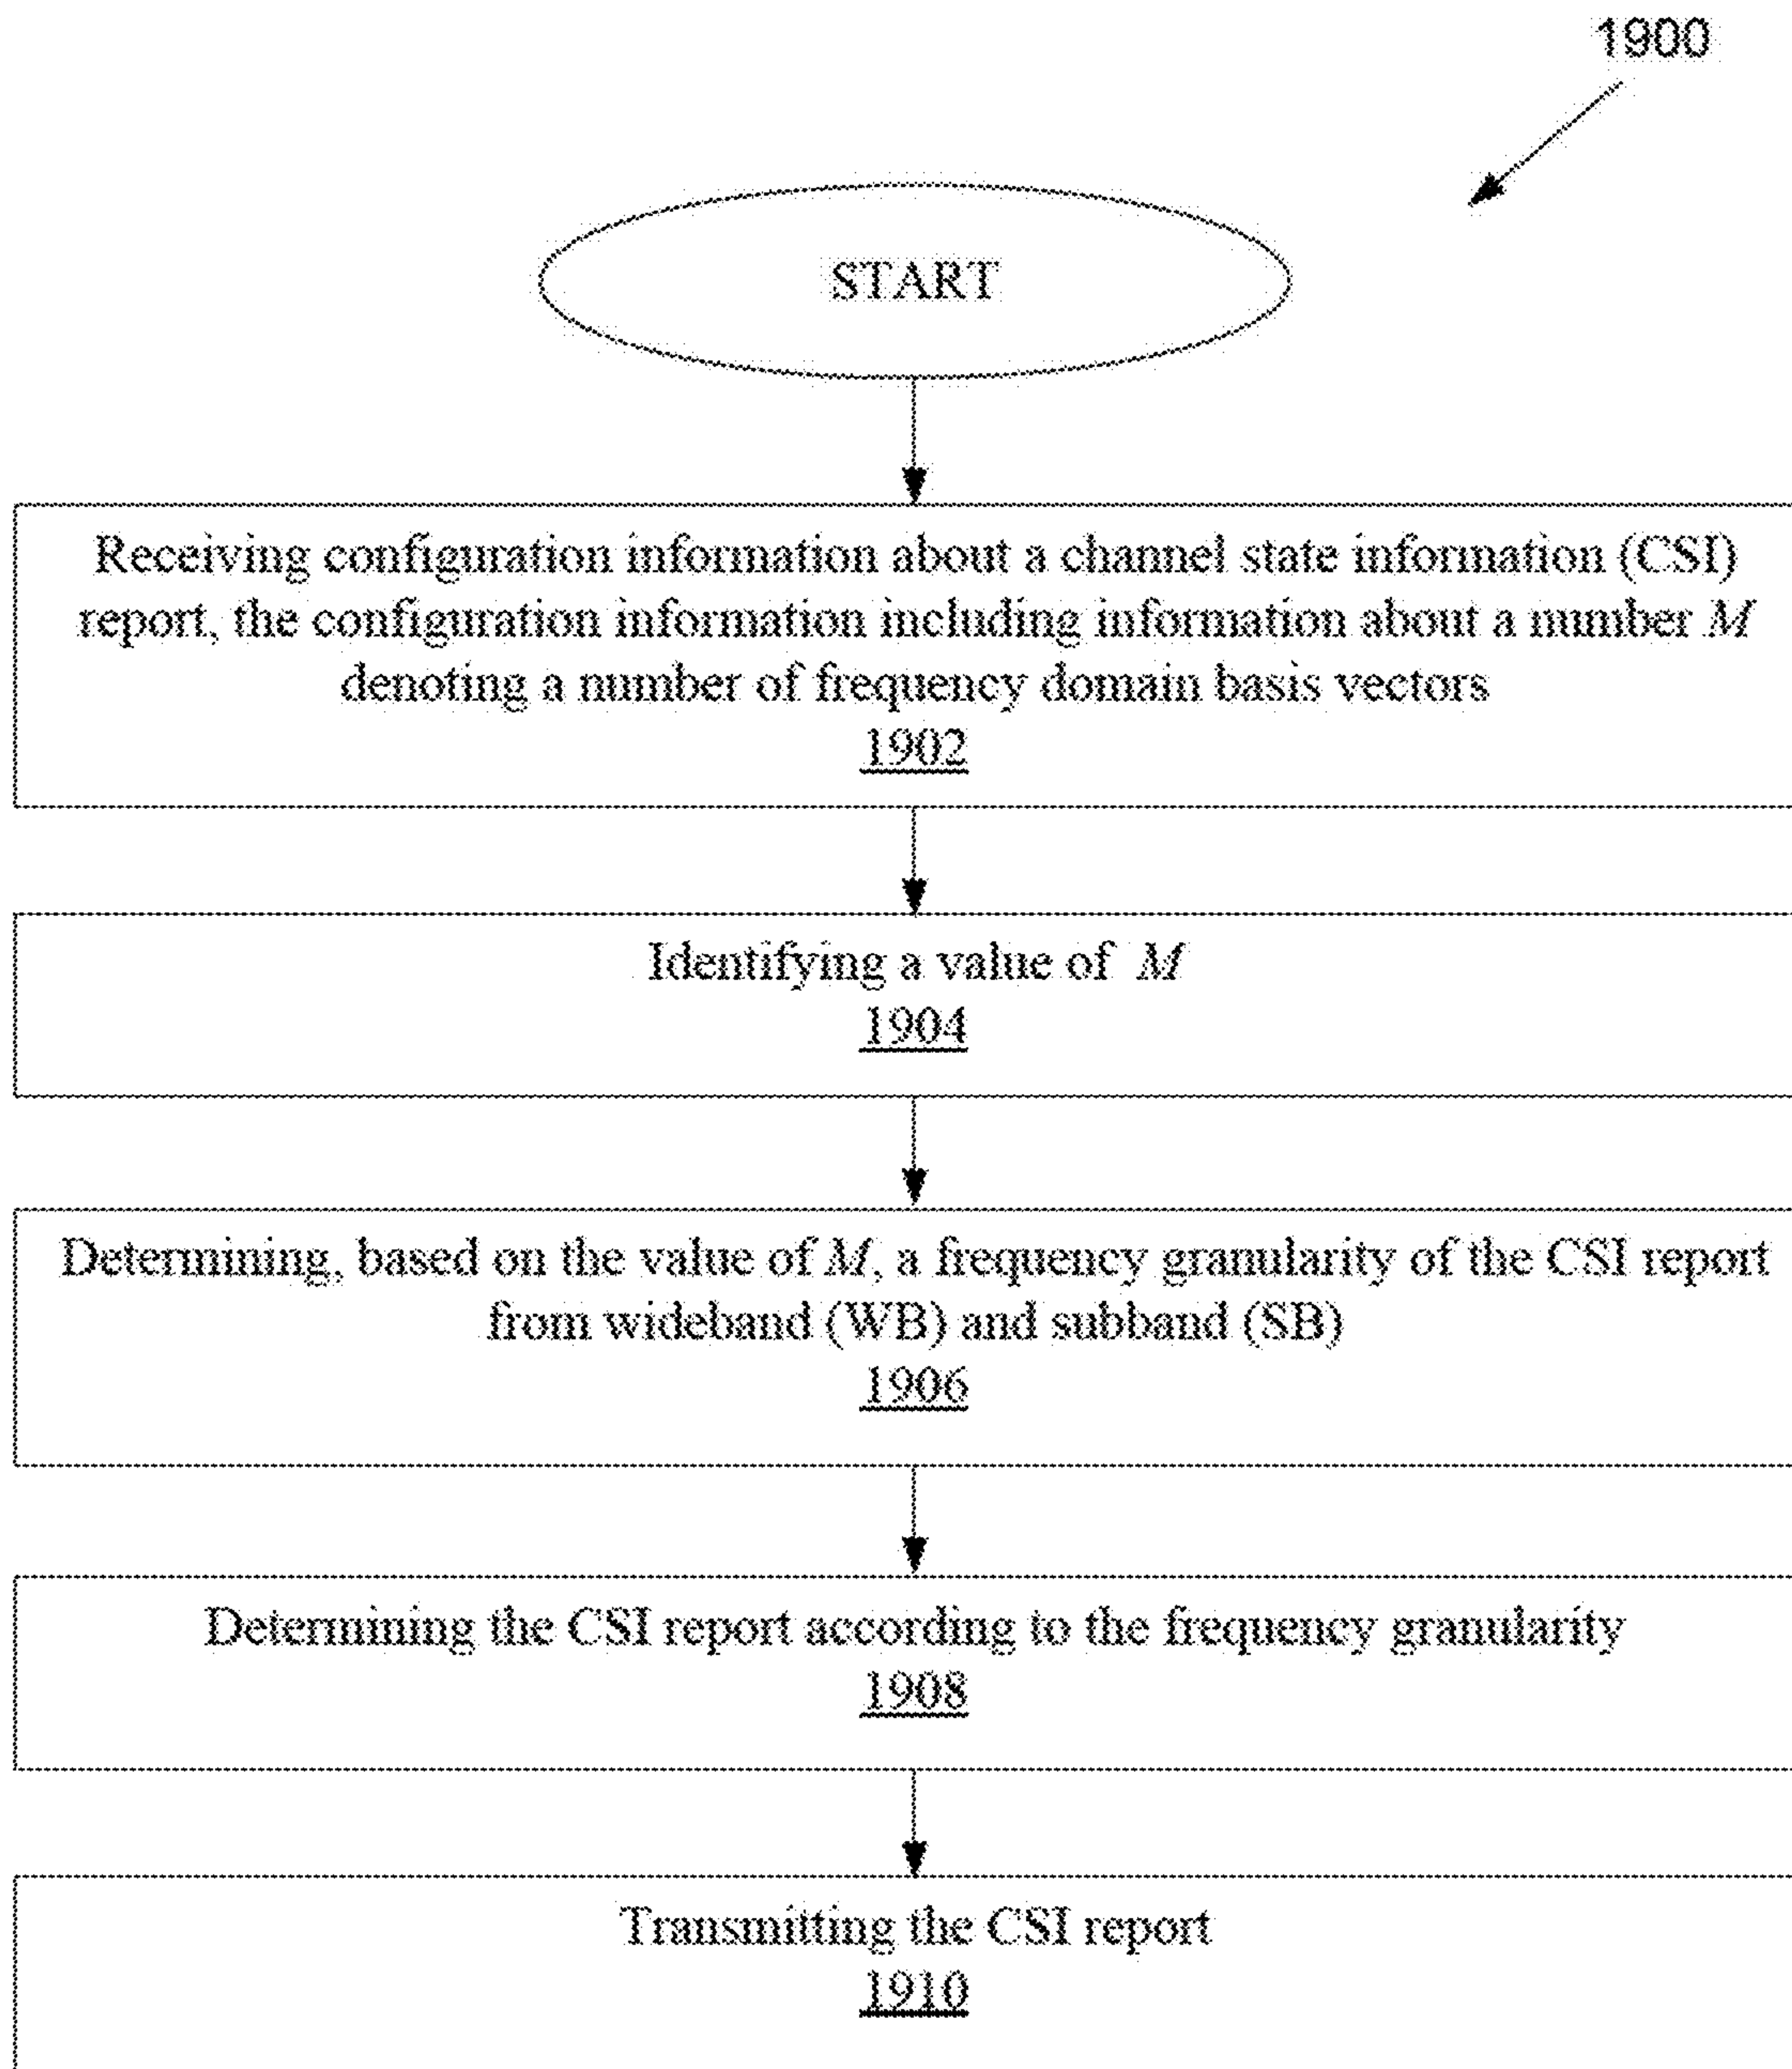 1900
START
Receiving configuration information about a channel state information (CSI)
report, the configuration information including information about a number M
denoting a number of frequency domain basis vectors
1902
Identifying a value of M
1904
Determining, based on the value of M, a frequency granularity of the CSI report
from wideband (WB) and subband (SB)
1906
Determining the CSI report according to the frequency granularity
1908
Transmitting the CSI report
1910